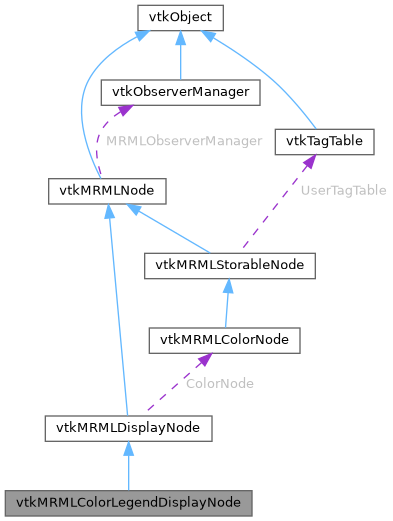 vtkObject
vtkObserverManager
MRMLObserverManager
vtkTagTable
vtkMRMLNode
UserTagTable
vtkMRMLStorableNode
vtkMRMLColorNode
ColorNode
vtkMRMLDisplayNode
vtkMRMLColorLegendDisplayNode